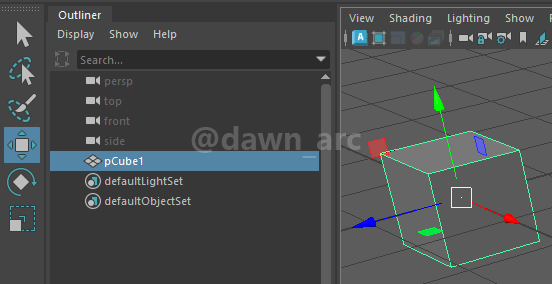 Outliner
Display Show Help
Search...
persp
top
front
side
pCube1
defaultLightSet
defaultObjectSet
View Shading Lighting Show
A
@dawn_arc